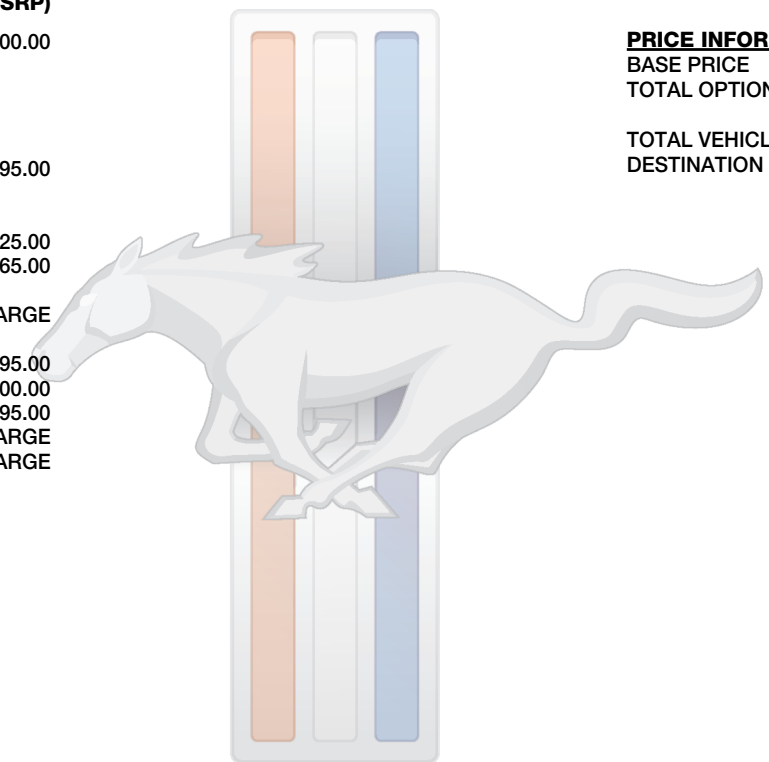 SRP)
00.00
95.00
25.00
65.00
ARGE
95.00
00.00
95.00
ARGE
ARGE
PRICE INFOR
BASE PRICE
TOTAL OPTION
TOTAL VEHICL
DESTINATION